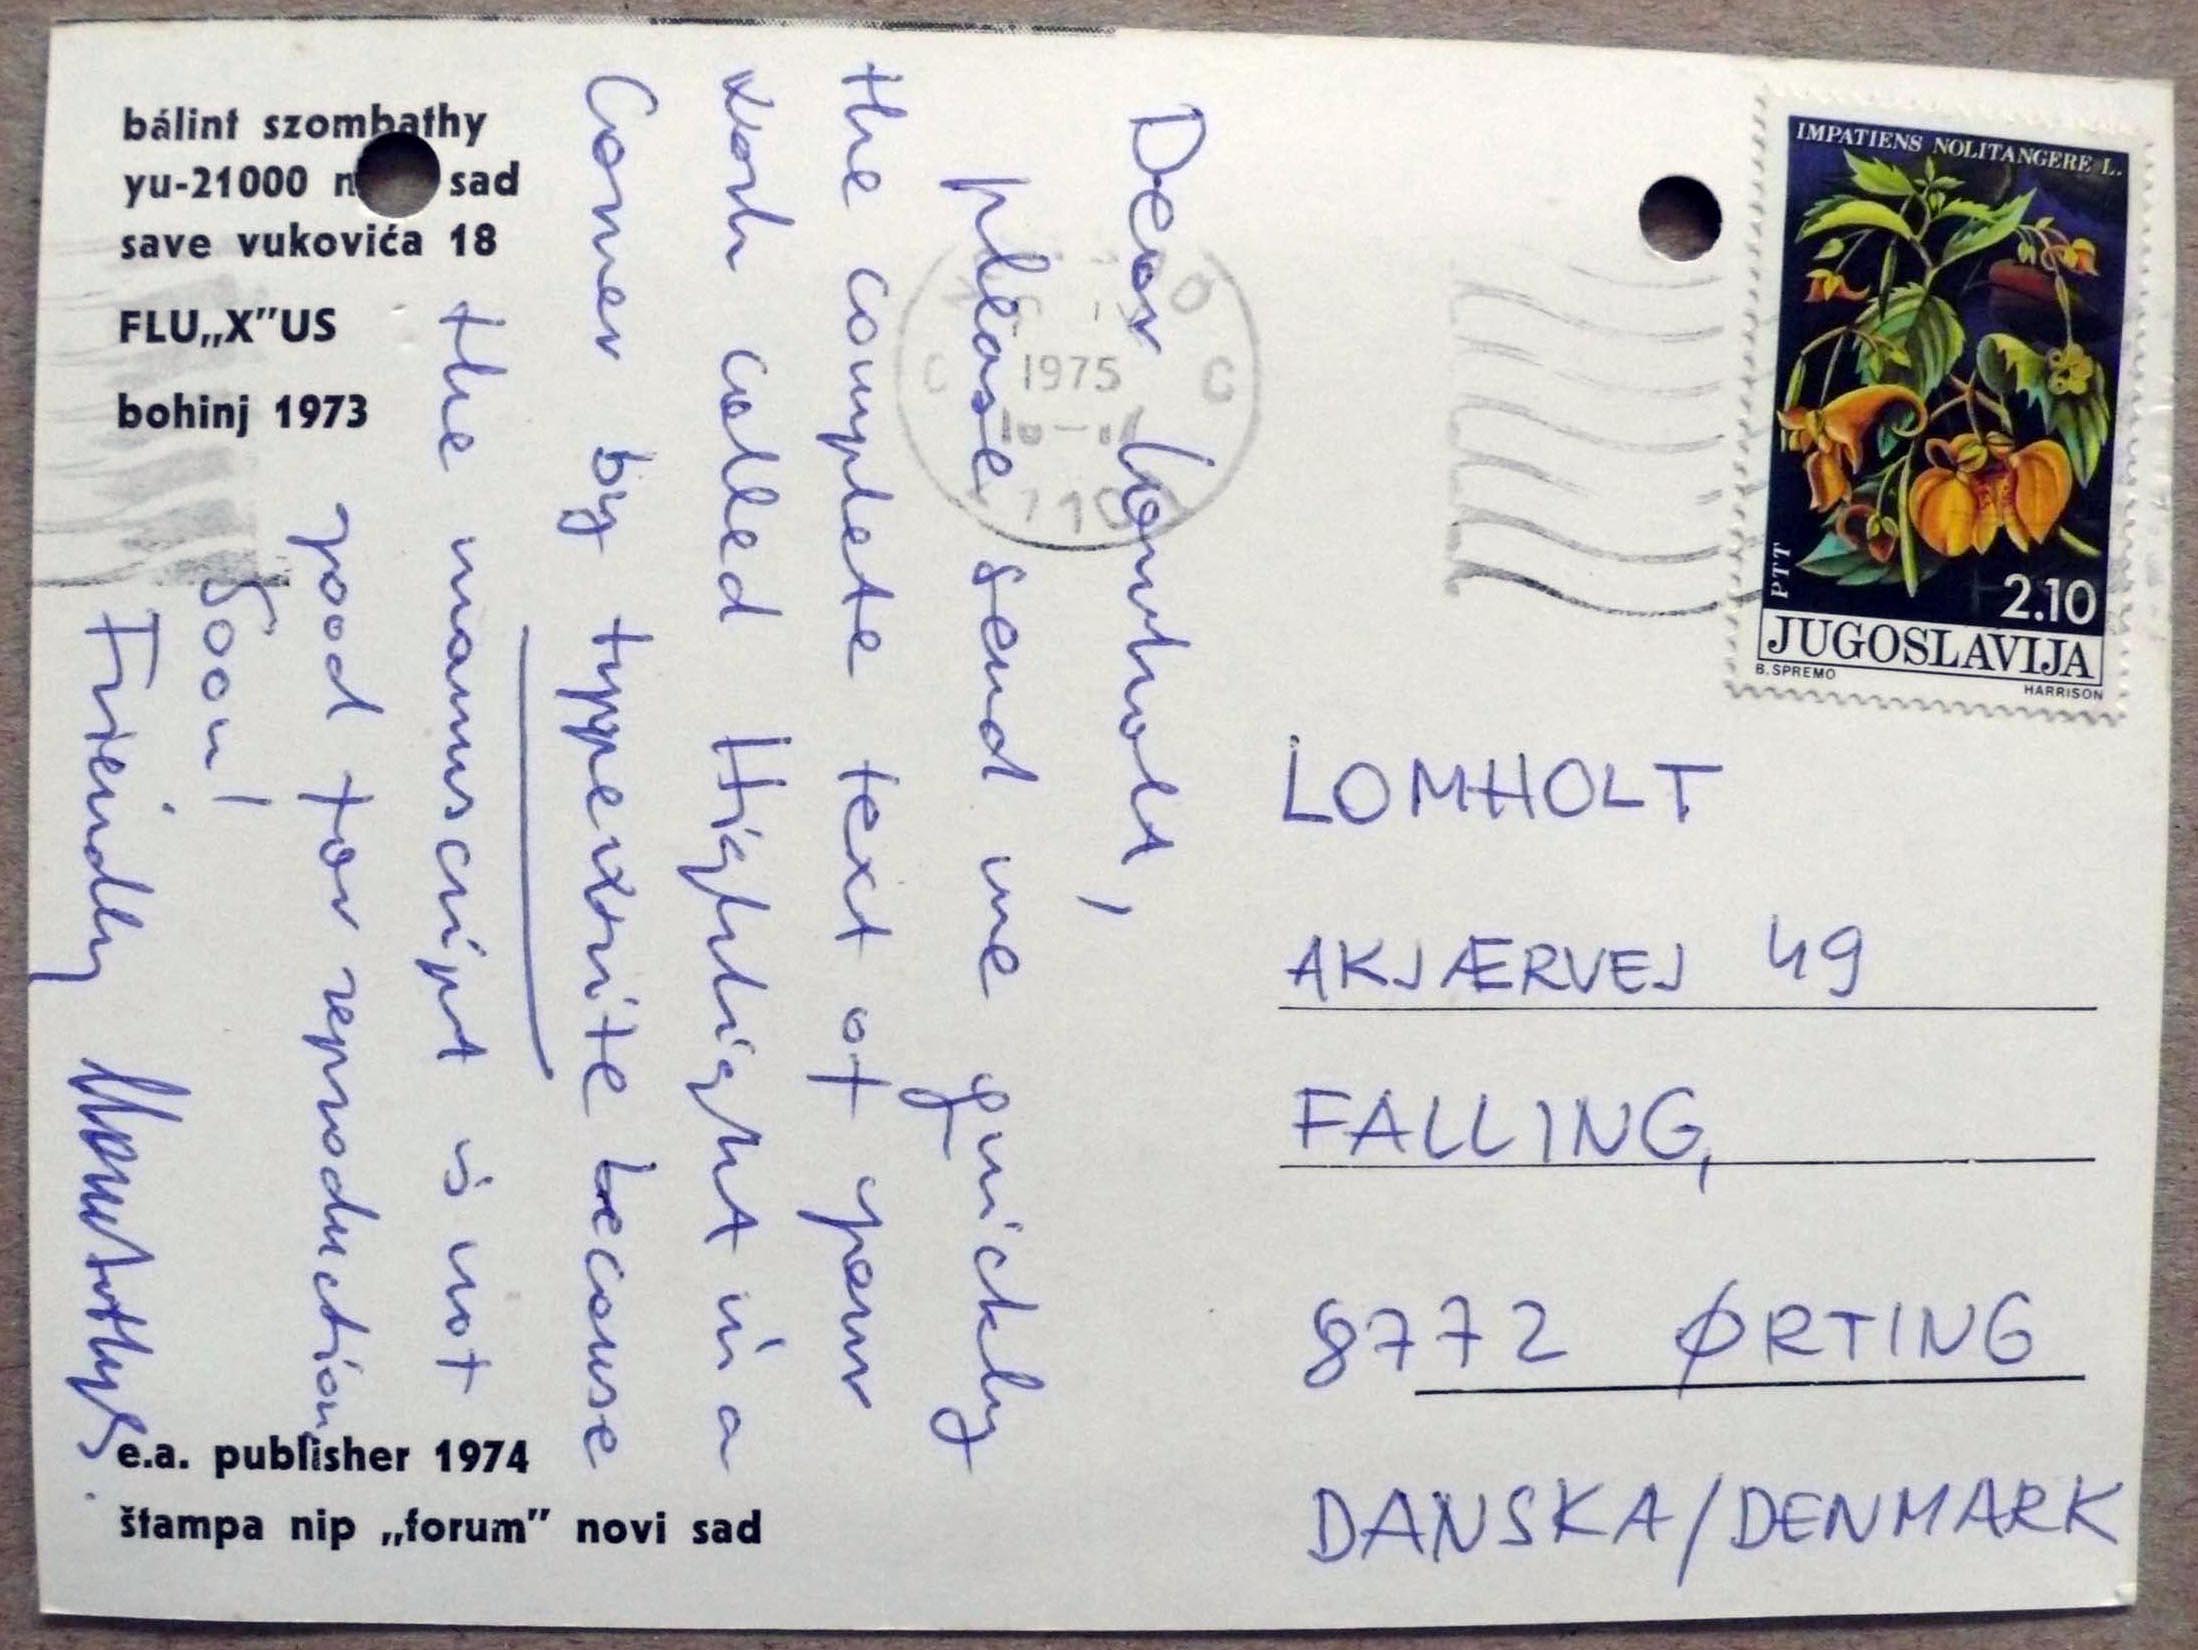 bálint szombathy
yu-21000 n sad
save vukovića 18
FLU„X”US
bohinj 1973
Dear Lomholt,
please send me quickly
the complete text of your
work called Highlight in a
Corner by typewrite because
the manuscript is not
good for reproduction
Soon!
Friendly
e.a. publisher 1974
štampa nip „forum” novi sad
1975
IMPATIENS NOLITANGERE L.
PTT
2.10
JUGOSLAVIJA
B. SPREMO
HARRISON
LOMHOLT
AKJÆRVEJ 49
FALLING,
8772 ØRTING
DANSKA/DENMARK